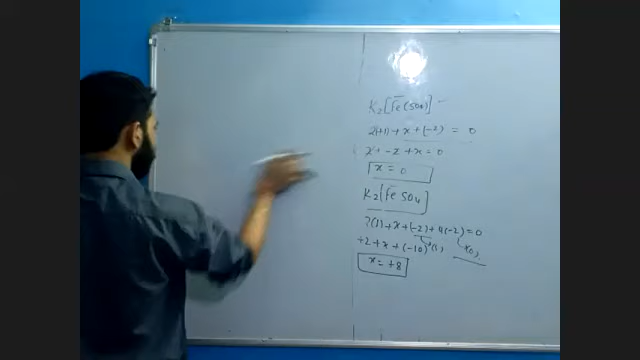 K₂[Fe(SO₄)]
2(+1) + x + (-2) = 0
x + -2 + x = 0
x = 0
K₂[Fe SO₄]
2(1) + x + (-2) + 4(-2) = 0
+2 + x + (-10)
x = +8